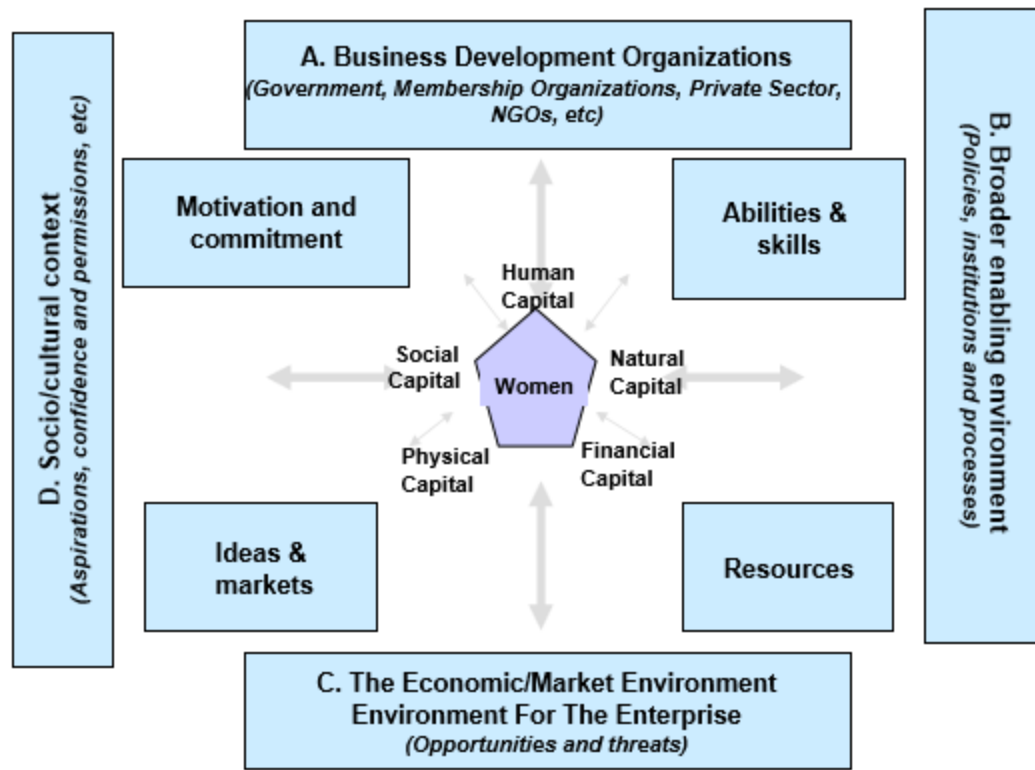 A. Business Development Organizations
(Government, Membership Organizations, Private Sector,
NGOs, etc)
D. Socio/cultural context
(Aspirations, confidence and permissions, etc)
B. Broader enabling environment
(Policies, institutions and processes)
Motivation and
commitment
Abilities &
skills
Human
Capital
Social
Capital
Natural
Capital
Women
Physical
Capital
Financial
Capital
Ideas &
markets
Resources
C. The Economic/Market Environment
Environment For The Enterprise
(Opportunities and threats)